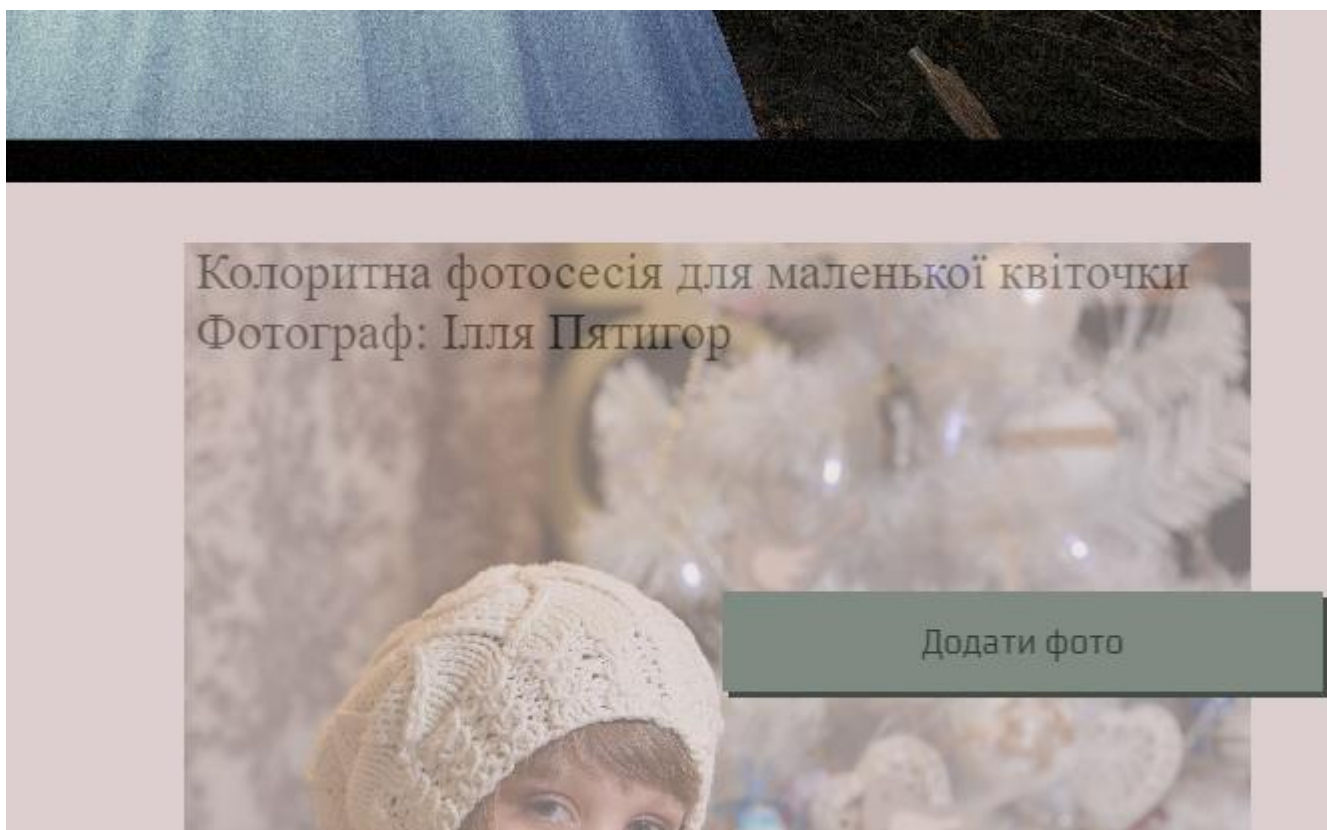 Колоритна фотосесія для маленької квіточки
Фотограф: Ілля Пятигор
Додати фото